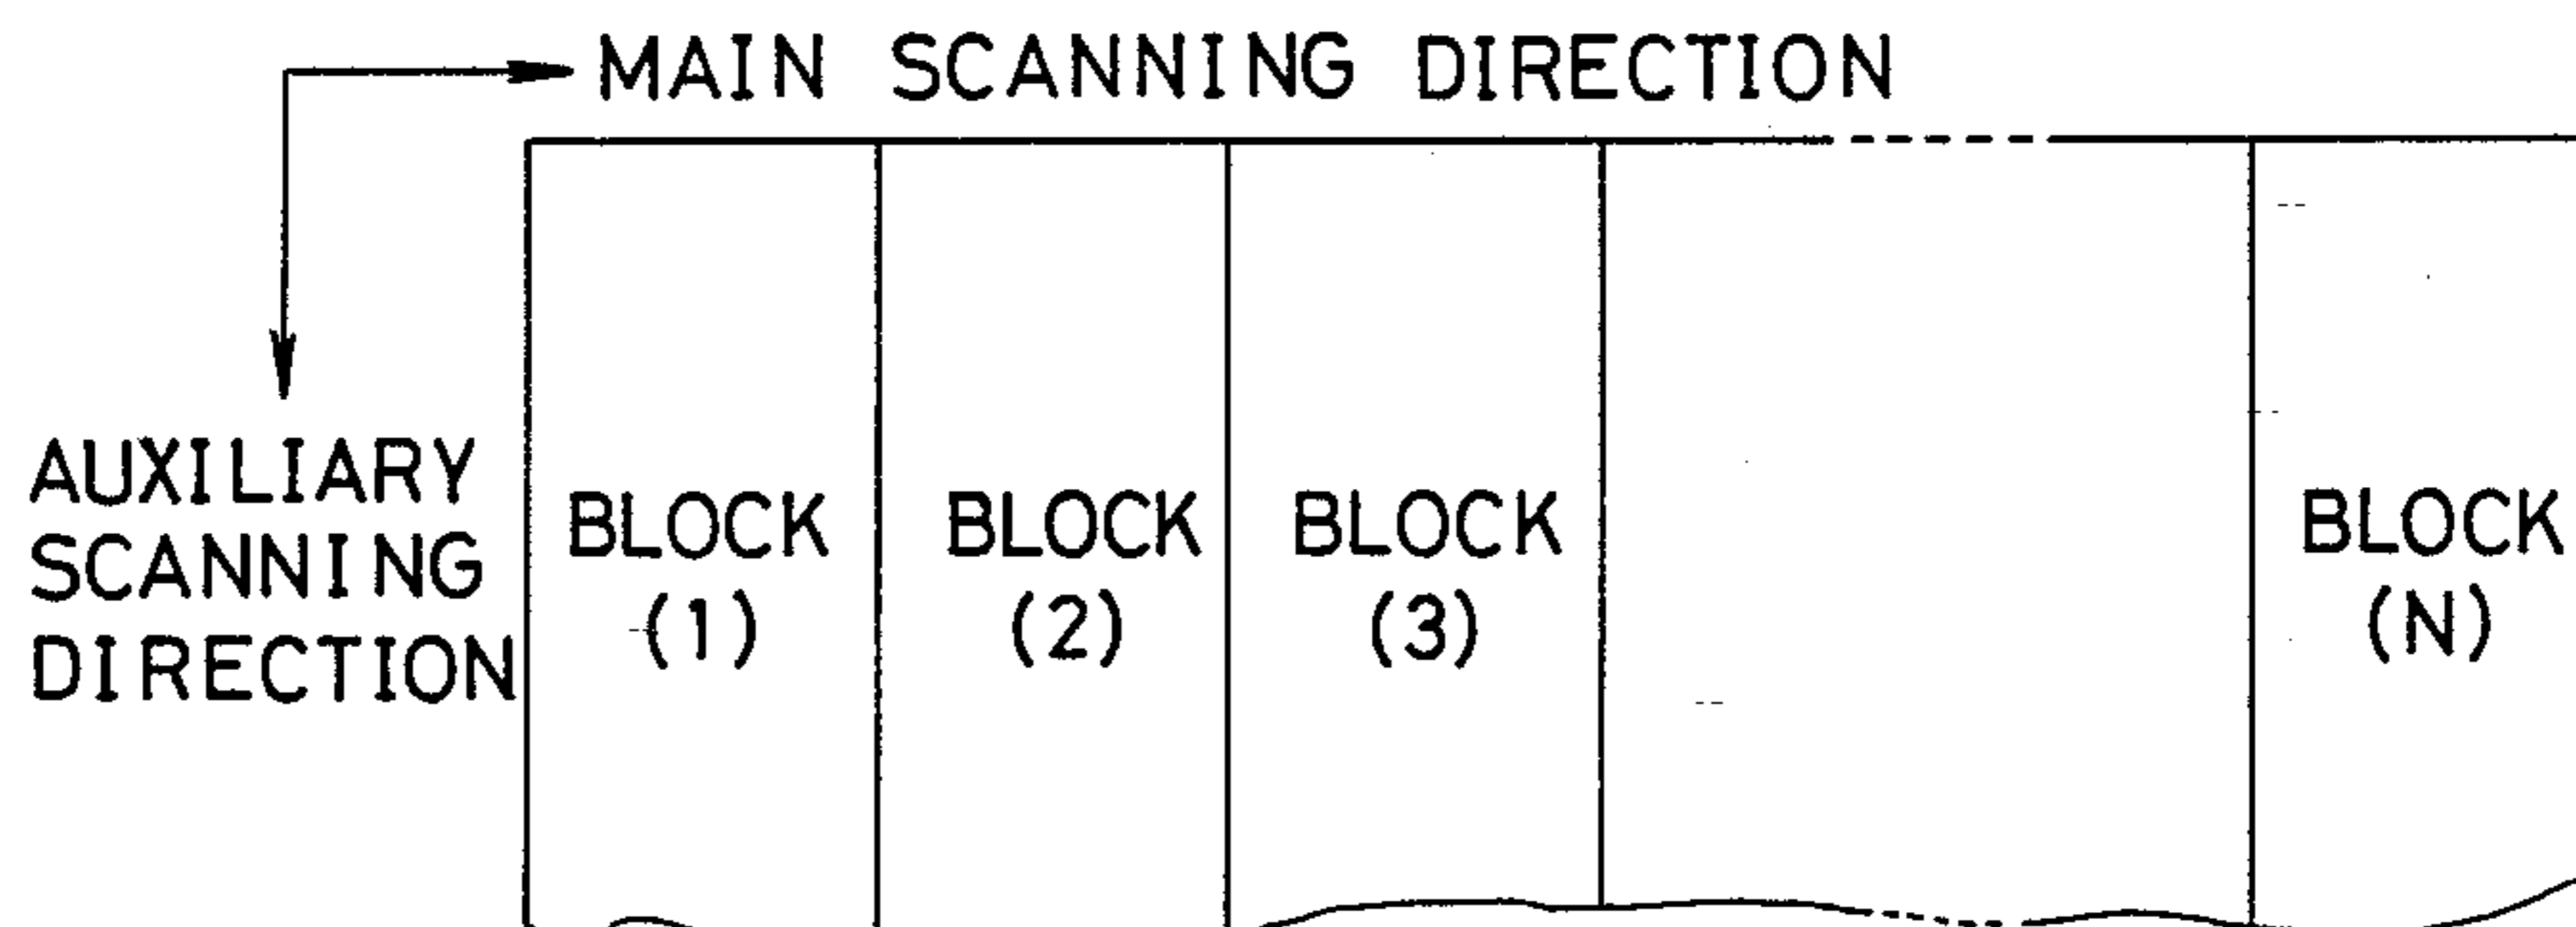 MAIN SCANNING DIRECTION
AUXILIARY
SCANNING
DIRECTION
BLOCK
(1)
BLOCK
(2)
BLOCK
(3)
BLOCK
(N)